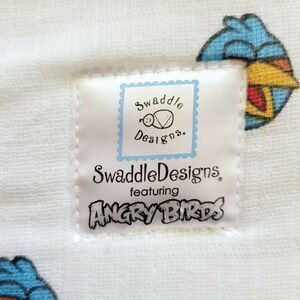 Swaddle
Designs®
SwaddleDesigns®
featuring
ANGRY BIRDS